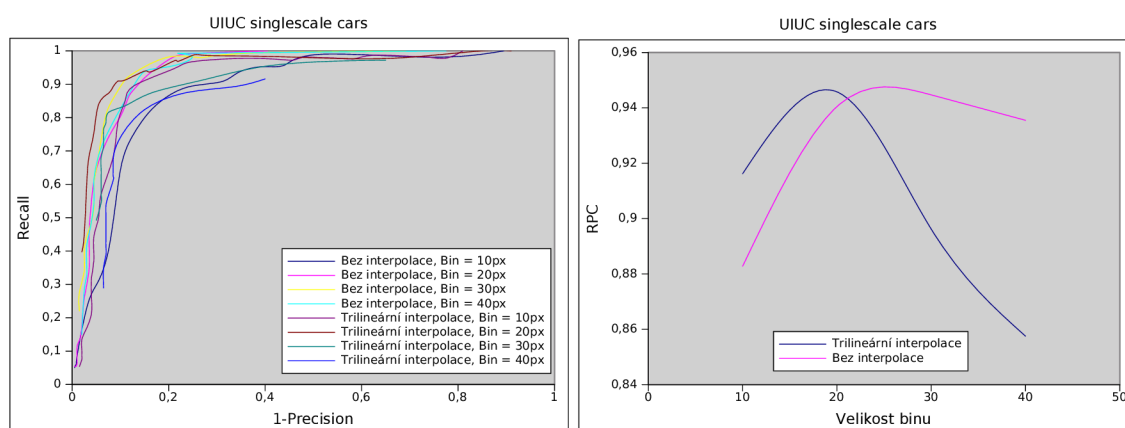 UIUC singlescale cars
1
0,9
0,8
0,7
0,6
0,5
0,4
0,3
0,2
0,1
0
Recall
0
0,2
0,4
0,6
0,8
1
1-Precision
Bez interpolace, Bin = 10px
Bez interpolace, Bin = 20px
Bez interpolace, Bin = 30px
Bez interpolace, Bin = 40px
Trilineární interpolace, Bin = 10px
Trilineární interpolace, Bin = 20px
Trilineární interpolace, Bin = 30px
Trilineární interpolace, Bin = 40px
UIUC singlescale cars
0,96
0,94
0,92
0,9
0,88
0,86
0,84
RPC
0
10
20
30
40
50
Velikost binu
Trilineární interpolace
Bez interpolace